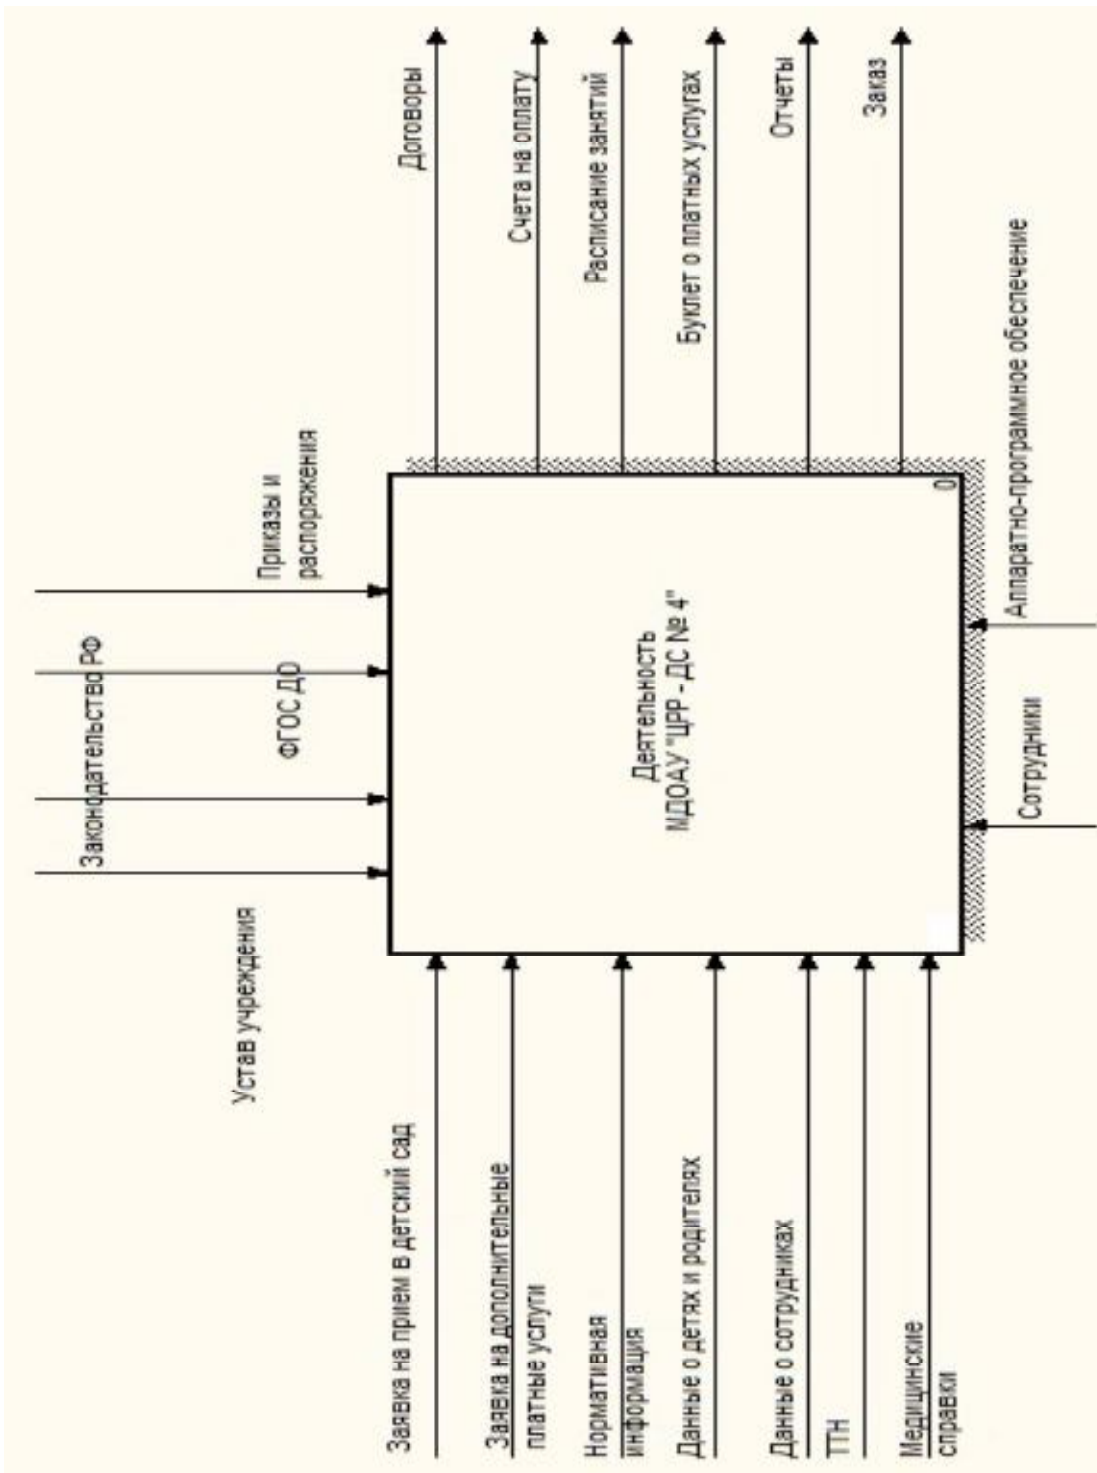 Устав учреждения
Законодательство РФ
ФГОС ДО
Приказы и
распоряжения
Заявка на прием в детский сад
Заявка на дополнительные
платные услуги
Нормативная
информация
Данные о детях и родителях
Данные о сотрудниках
ТТН
Медицинские
справки
Деятельность
МДОАУ "ЦРР - ДС № 4"
0
Договоры
Счета на оплату
Расписание занятий
Буклет о платных услугах
Отчеты
Заказ
Сотрудники
Аппаратно-программное обеспечение